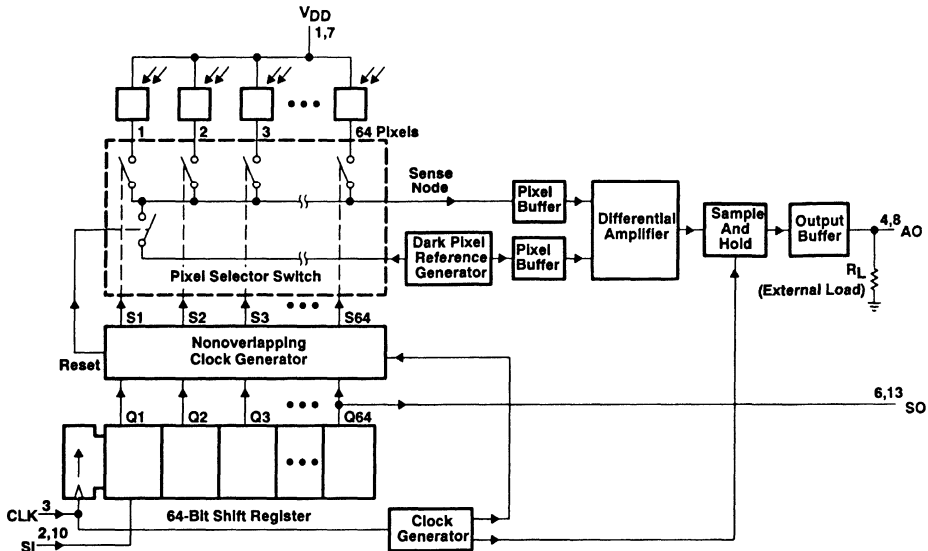 VDD
1,7
1
2
3
64 Pixels
Sense
Node
Pixel
Buffer
Differential
Amplifier
Sample
And
Hold
Output
Buffer
4,8
AO
Dark Pixel
Reference
Generator
Pixel
Buffer
RL
(External Load)
Pixel Selector Switch
S1
S2
S3
S64
Reset
Nonoverlapping
Clock Generator
6,13
SO
Q1
Q2
Q3
Q64
CLK
3
64-Bit Shift Register
Clock
Generator
2,10
SI